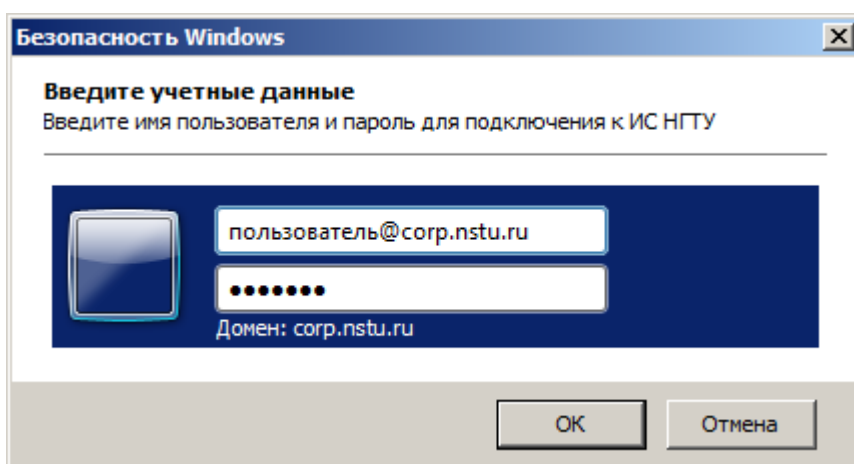 Безопасность Windows
Введите учетные данные
Введите имя пользователя и пароль для подключения к ИС НГТУ
пользователь@corp.nstu.ru
●●●●●●●
Домен: corp.nstu.ru
ОК
Отмена